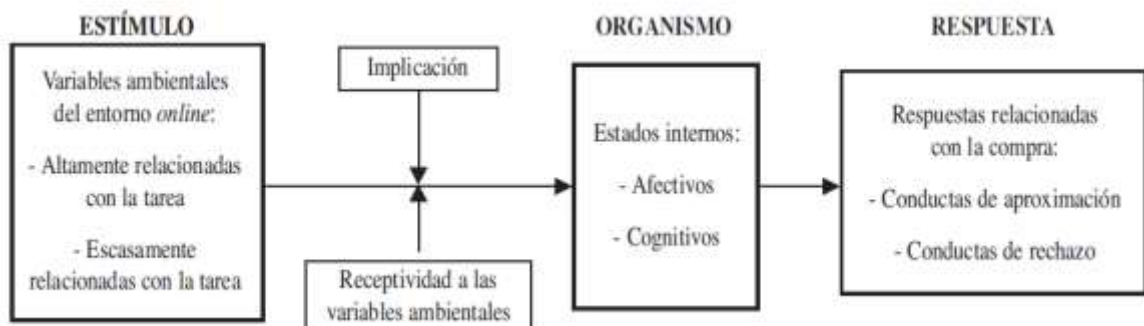 ESTÍMULO
Variables ambientales
del entorno online:
- Altamente relacionadas
con la tarea
- Escasamente
relacionadas con la tarea
Implicación
Receptividad a las
variables ambientales
ORGANISMO
Estados internos:
- Afectivos
- Cognitivos
RESPUESTA
Respuestas relacionadas
con la compra:
- Conductas de aproximación
- Conductas de rechazo